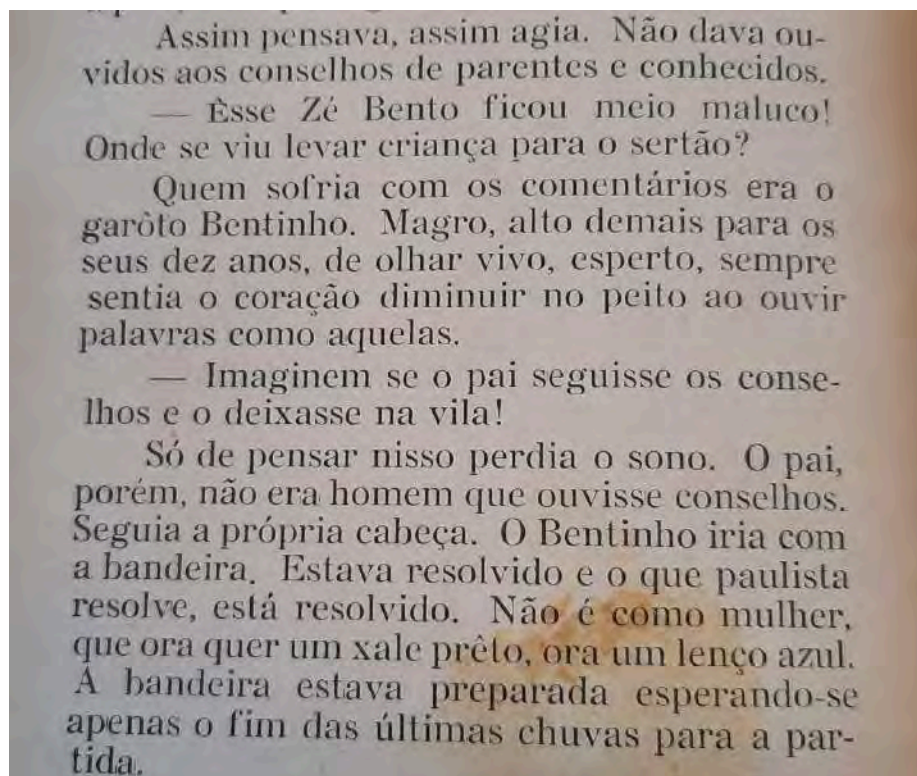 Assim pensava, assim agia. Não dava ou-
vidos aos conselhos de parentes e conhecidos.
— Êsse Zé Bento ficou meio maluco!
Onde se viu levar criança para o sertão?
Quem sofria com os comentários era o
garôto Bentinho. Magro, alto demais para os
seus dez anos, de olhar vivo, esperto, sempre
sentia o coração diminuir no peito ao ouvir
palavras como aquelas.
— Imaginem se o pai seguisse os conse-
lhos e o deixasse na vila!
Só de pensar nisso perdia o sono. O pai,
porém, não era homem que ouvisse conselhos.
Seguia a própria cabeça. O Bentinho iria com
a bandeira. Estava resolvido e o que paulista
resolve, está resolvido. Não é como mulher,
que ora quer um xale prêto, ora um lenço azul.
A bandeira estava preparada esperando-se
apenas o fim das últimas chuvas para a par-
tida.